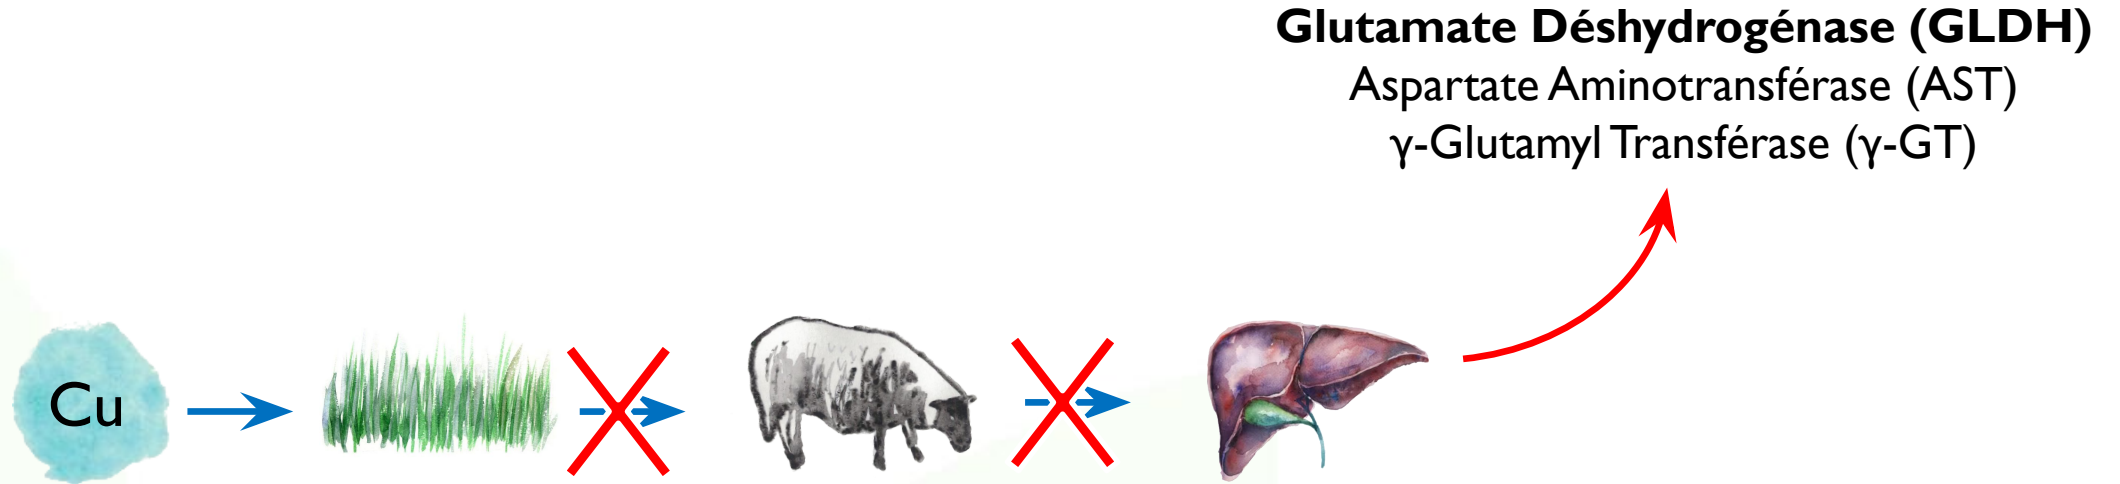 Glutamate Déshydrogénase (GLDH)
Aspartate Aminotransférase (AST)
γ-Glutamyl Transférase (γ-GT)
Cu